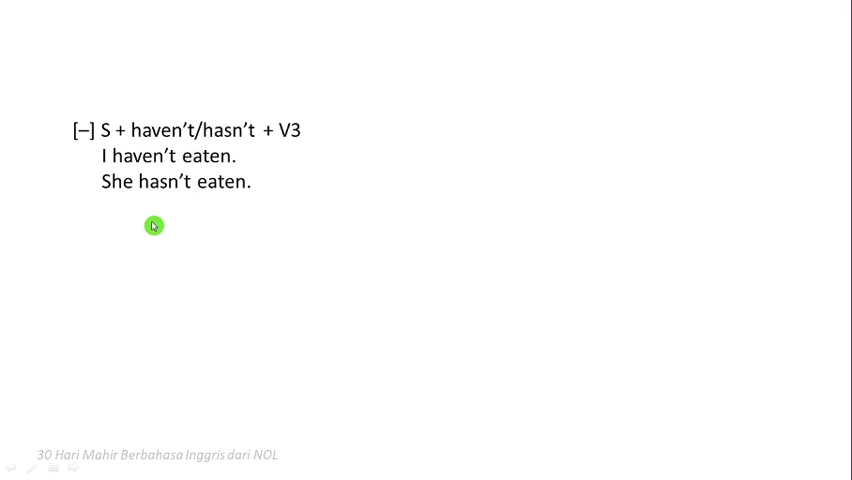 [–] S + haven’t/hasn’t + V3
I haven’t eaten.
She hasn’t eaten.
30 Hari Mahir Berbahasa Inggris dari NOL